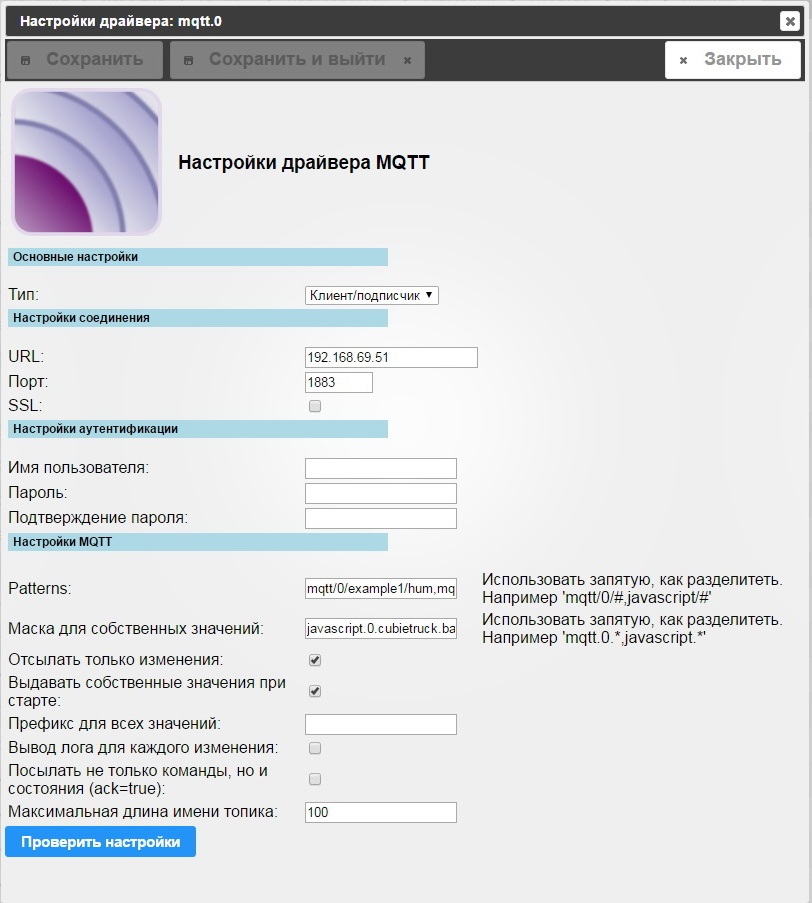 Настройки драйвера: mqtt.0
Сохранить Сохранить и выйти Закрыть
Настройки драйвера MQTT
Основные настройки
Тип: Клиент/подписчик
Настройки соединения
URL: 192.168.69.51
Порт: 1883
SSL:
Настройки аутентификации
Имя пользователя:
Пароль:
Подтверждение пароля:
Настройки MQTT
Patterns: mqtt/0/example1/hum,mq
Использовать запятую, как разделитеть.
Например 'mqtt/0/#,javascript/#'
Маска для собственных значений: javascript.0.cubietruck.ba
Использовать запятую, как разделитеть.
Например 'mqtt.0.*,javascript.*'
Отсылать только изменения:
Выдавать собственные значения при
старте:
Префикс для всех значений:
Вывод лога для каждого изменения:
Посылать не только команды, но и
состояния (ack=true):
Максимальная длина имени топика: 100
Проверить настройки